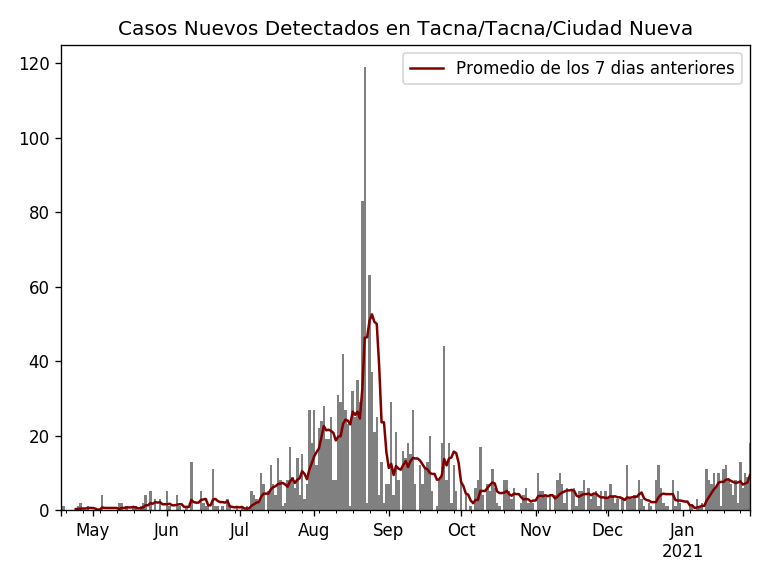 Casos Nuevos Detectados en Tacna/Tacna/Ciudad Nueva
Promedio de los 7 dias anteriores
120
100
80
60
40
20
0
May Jun Jul Aug Sep Oct Nov Dec Jan
2021